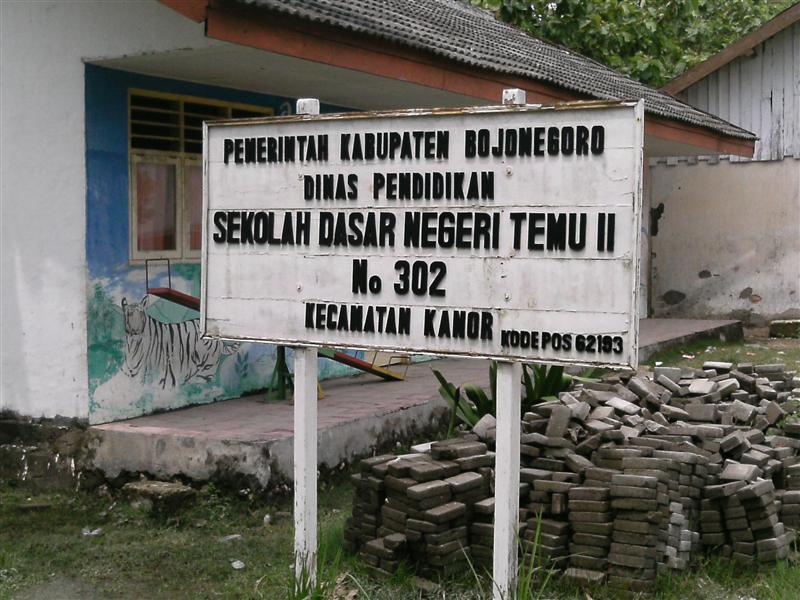 PEMERINTAH KABUPATEN BOJONEGORO
DINAS PENDIDIKAN
SEKOLAH DASAR NEGERI TEMU II
No 302
KECAMATAN KANOR KODE POS 62193